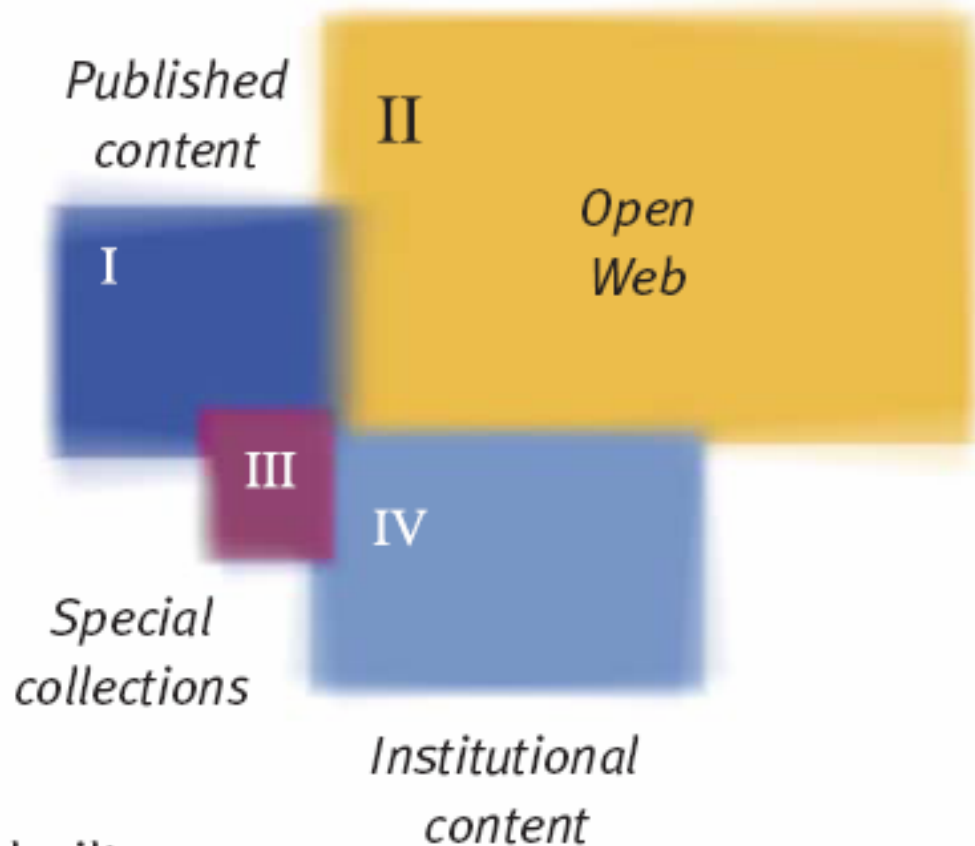 Published
content
I
II
Open
Web
III
IV
Special
collections
Institutional
content